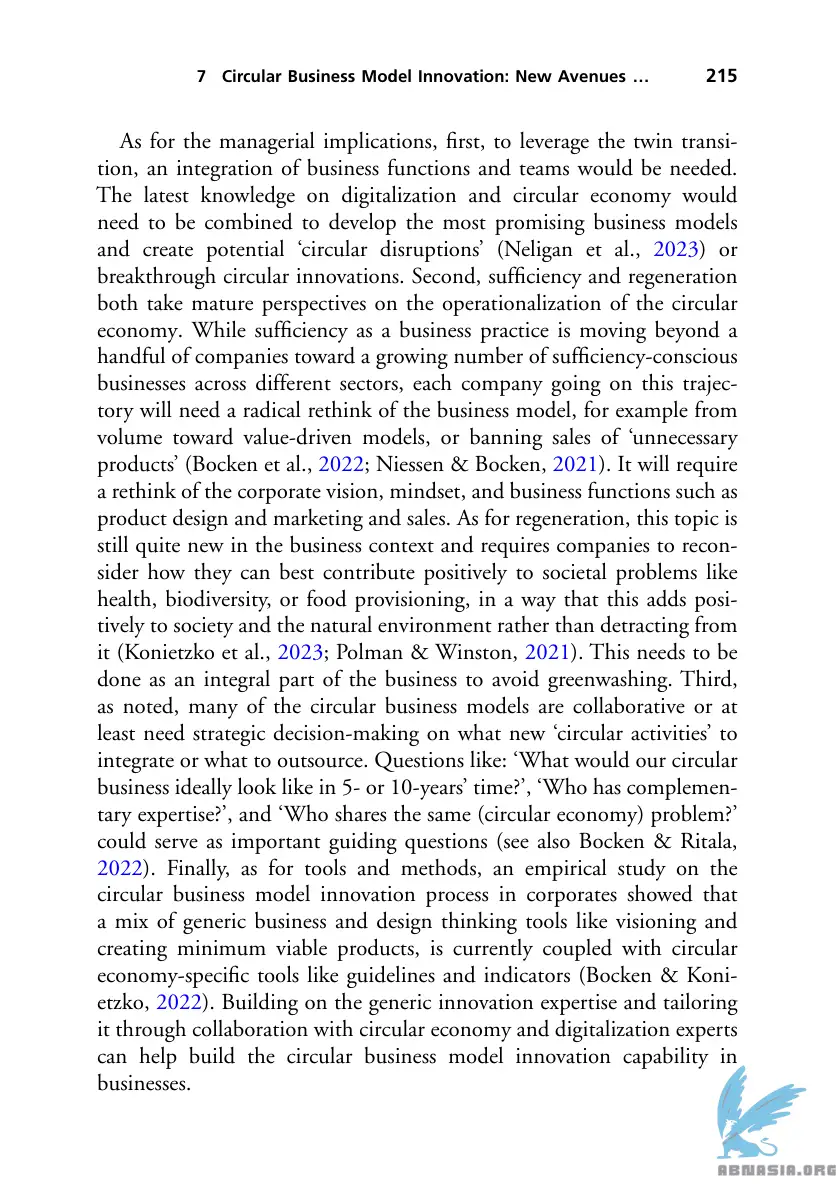 7 Circular Business Model Innovation: New Avenues … 215
As for the managerial implications, first, to leverage the twin transi-
tion, an integration of business functions and teams would be needed.
The latest knowledge on digitalization and circular economy would
need to be combined to develop the most promising business models
and create potential ‘circular disruptions’ (Neligan et al., 2023) or
breakthrough circular innovations. Second, sufficiency and regeneration
both take mature perspectives on the operationalization of the circular
economy. While sufficiency as a business practice is moving beyond a
handful of companies toward a growing number of sufficiency-conscious
businesses across different sectors, each company going on this trajec-
tory will need a radical rethink of the business model, for example from
volume toward value-driven models, or banning sales of ‘unnecessary
products’ (Bocken et al., 2022; Niessen & Bocken, 2021). It will require
a rethink of the corporate vision, mindset, and business functions such as
product design and marketing and sales. As for regeneration, this topic is
still quite new in the business context and requires companies to recon-
sider how they can best contribute positively to societal problems like
health, biodiversity, or food provisioning, in a way that this adds posi-
tively to society and the natural environment rather than detracting from
it (Konietzko et al., 2023; Polman & Winston, 2021). This needs to be
done as an integral part of the business to avoid greenwashing. Third,
as noted, many of the circular business models are collaborative or at
least need strategic decision-making on what new ‘circular activities’ to
integrate or what to outsource. Questions like: ‘What would our circular
business ideally look like in 5- or 10-years’ time?’, ‘Who has complemen-
tary expertise?’, and ‘Who shares the same (circular economy) problem?’
could serve as important guiding questions (see also Bocken & Ritala,
2022). Finally, as for tools and methods, an empirical study on the
circular business model innovation process in corporates showed that
a mix of generic business and design thinking tools like visioning and
creating minimum viable products, is currently coupled with circular
economy-specific tools like guidelines and indicators (Bocken & Koni-
etzko, 2022). Building on the generic innovation expertise and tailoring
it through collaboration with circular economy and digitalization experts
can help build the circular business model innovation capability in
businesses.
ABNASIA.ORG